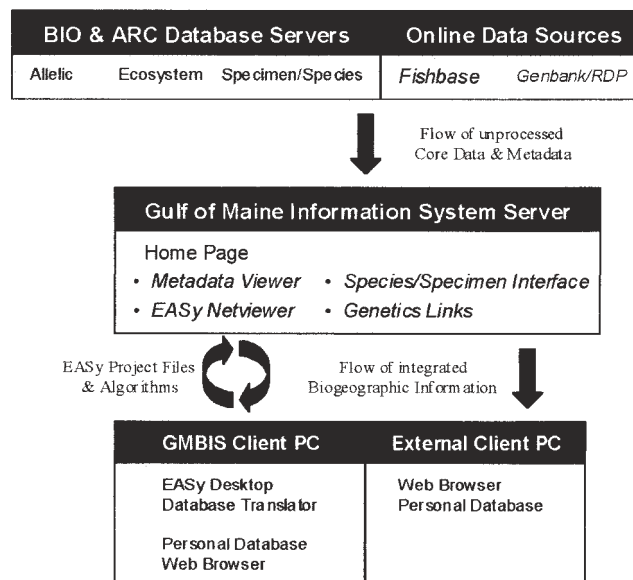 BIO & ARC Database Servers
Online Data Sources
Allelic Ecosystem Specimen/Species
Fishbase Genbank/RDP
Flow of unprocessed
Core Data & Metadata
Gulf of Maine Information System Server
Home Page
• Metadata Viewer • Species/Specimen Interface
• EASy Netviewer • Genetics Links
EASy Project Files
& Algorithms
Flow of integrated
Biogeographic Information
GMBIS Client PC
External Client PC
EASy Desktop
Database Translator
Personal Database
Web Browser
Web Browser
Personal Database